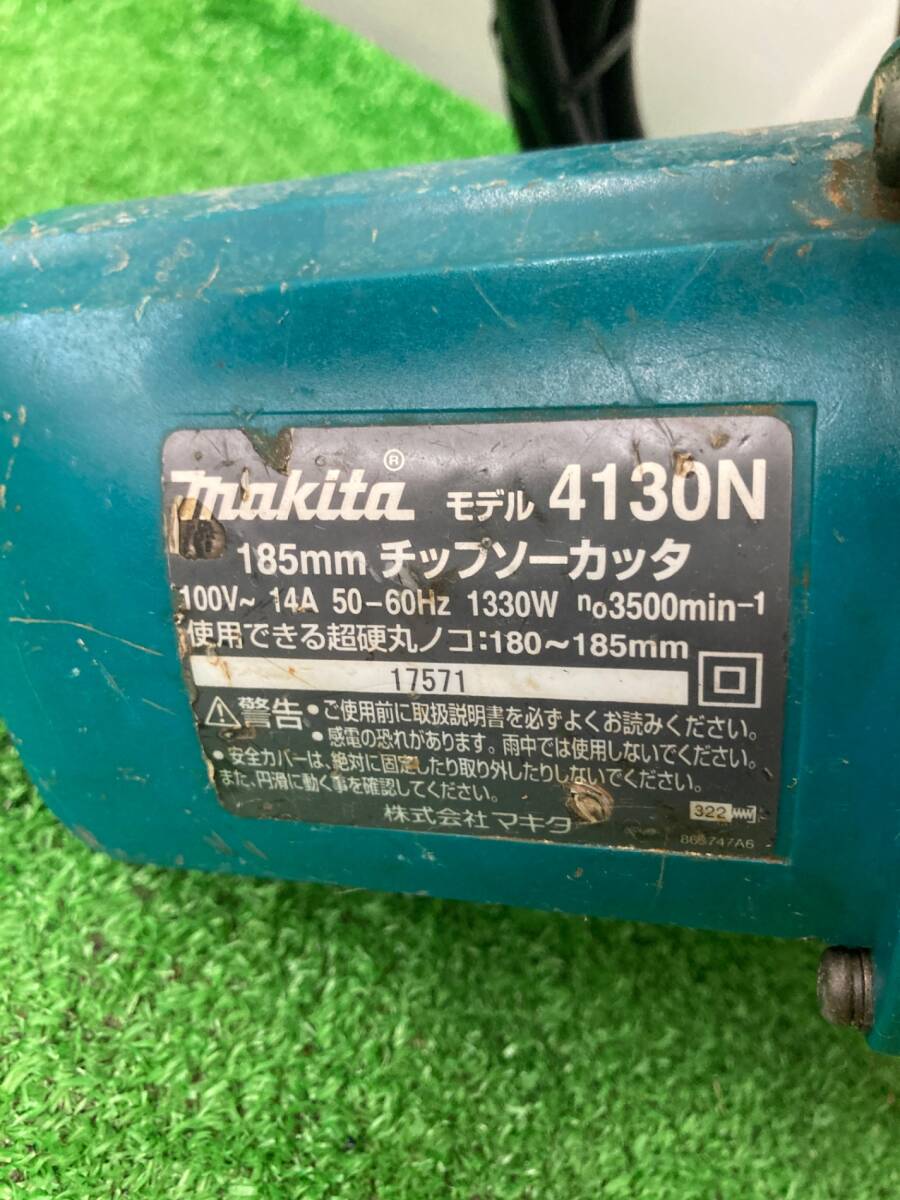 makita® モデル 4130N
185mm チップソーカッタ
100V~ 14A 50-60Hz 1330W n₀3500min-1
使用できる超硬丸ノコ:180~185mm
17571
警告 • ご使用前に取扱説明書を必ずよくお読みください。
• 感電の恐れがあります。雨中では使用しないでください。
• 安全カバーは、絶対に固定したり取り外したりしないでください。
また、円滑に動く事を確認してください。
株式会社 マキタ
322